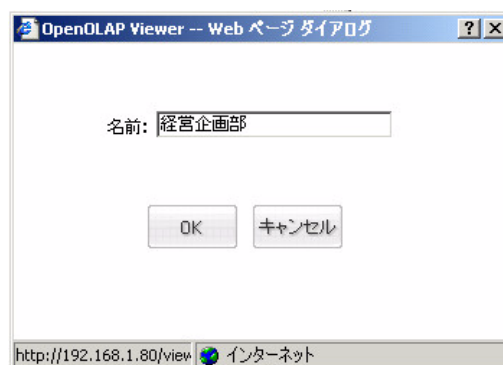 OpenOLAP Viewer -- Web ページ ダイアログ
名前: 経営企画部
OK キャンセル
http://192.168.1.80/view インターネット